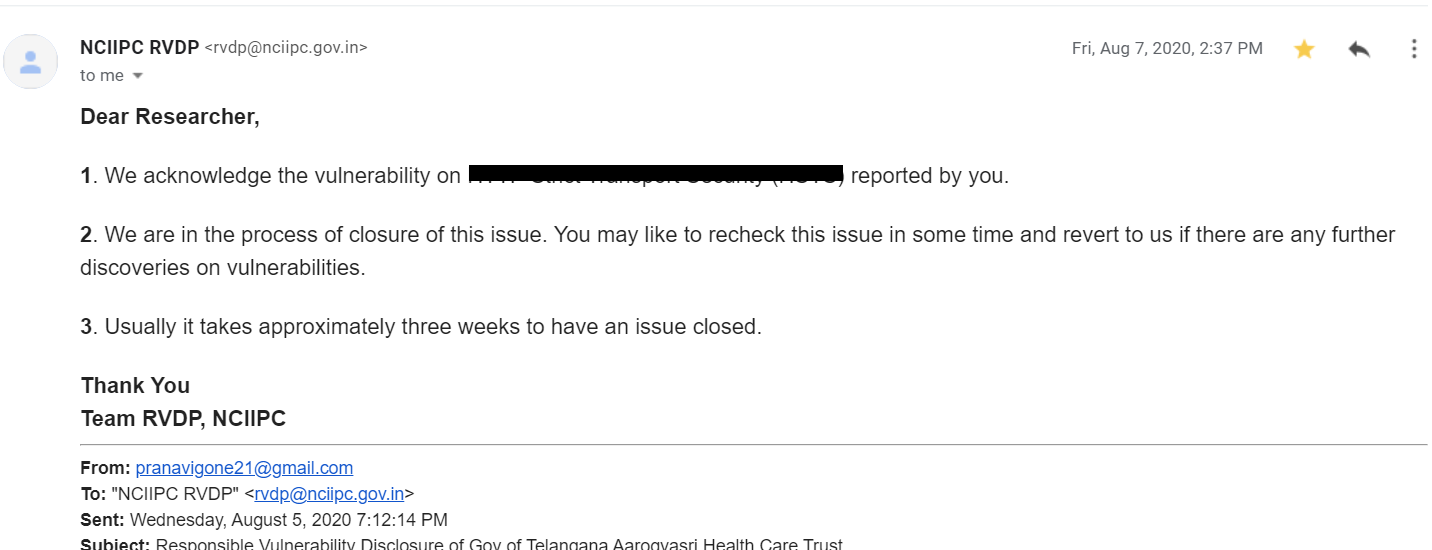 NCIIPC RVDP <rvdp@nciipc.gov.in>
Fri, Aug 7, 2020, 2:37 PM
to me
Dear Researcher,
1. We acknowledge the vulnerability on reported by you.
2. We are in the process of closure of this issue. You may like to recheck this issue in some time and revert to us if there are any further
discoveries on vulnerabilities.
3. Usually it takes approximately three weeks to have an issue closed.
Thank You
Team RVDP, NCIIPC
From: pranavigone21@gmail.com
To: "NCIIPC RVDP" <rvdp@nciipc.gov.in>
Sent: Wednesday, August 5, 2020 7:12:14 PM
Subject: Responsible Vulnerability Disclosure of Gov of Telangana Aarogyasri Health Care Trust